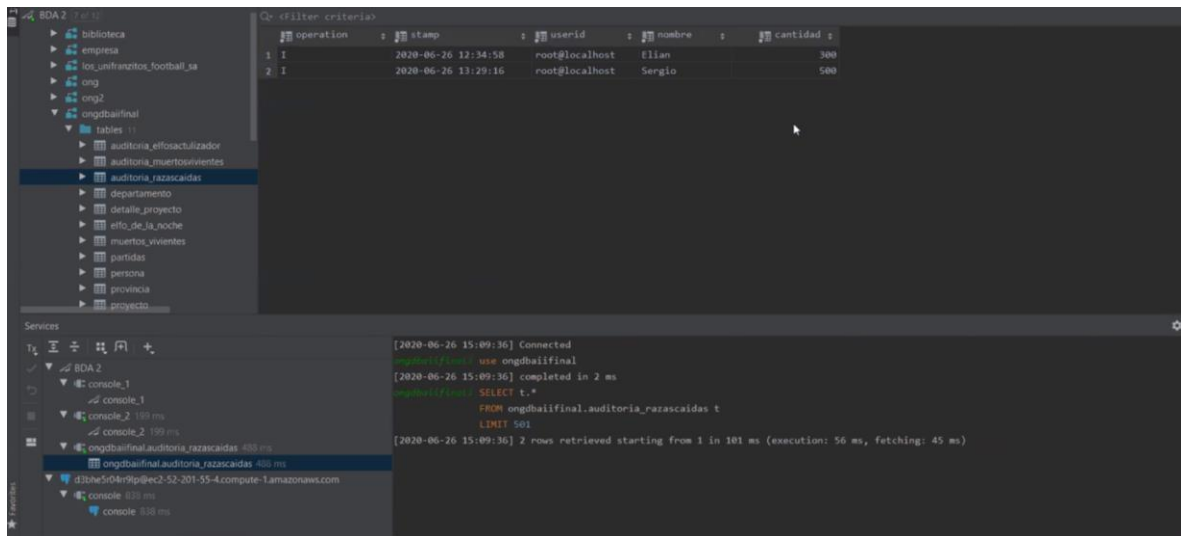 BDA 2 7 of 12
biblioteca
empresa
los_unifranzitos_football_sa
ong
ong2
ongdbaiifinal
tables 11
auditoria_elfosactulizador
auditoria_muertosvivientes
auditoria_razascaidas
departamento
detalle_proyecto
elfo_de_la_noche
muertos_vivientes
partidas
persona
provincia
proyecto
<Filter criteria>
operation stamp userid nombre cantidad
1 I 2020-06-26 12:34:58 root@localhost Elian 300
2 I 2020-06-26 13:29:16 root@localhost Sergio 500
Services
Tx
BDA 2
console_1
console_1
console_2 199 ms
console_2 199 ms
ongdbaiifinal.auditoria_razascaidas 486 ms
ongdbaiifinal.auditoria_razascaidas 486 ms
d3bhe5r04rr9lp@ec2-52-201-55-4.compute-1.amazonaws.com
console 838 ms
console 838 ms
[2020-06-26 15:09:36] Connected
ongdbaiifinal> use ongdbaiifinal
[2020-06-26 15:09:36] completed in 2 ms
ongdbaiifinal> SELECT t.*
FROM ongdbaiifinal.auditoria_razascaidas t
LIMIT 501
[2020-06-26 15:09:36] 2 rows retrieved starting from 1 in 101 ms (execution: 56 ms, fetching: 45 ms)
Favorites